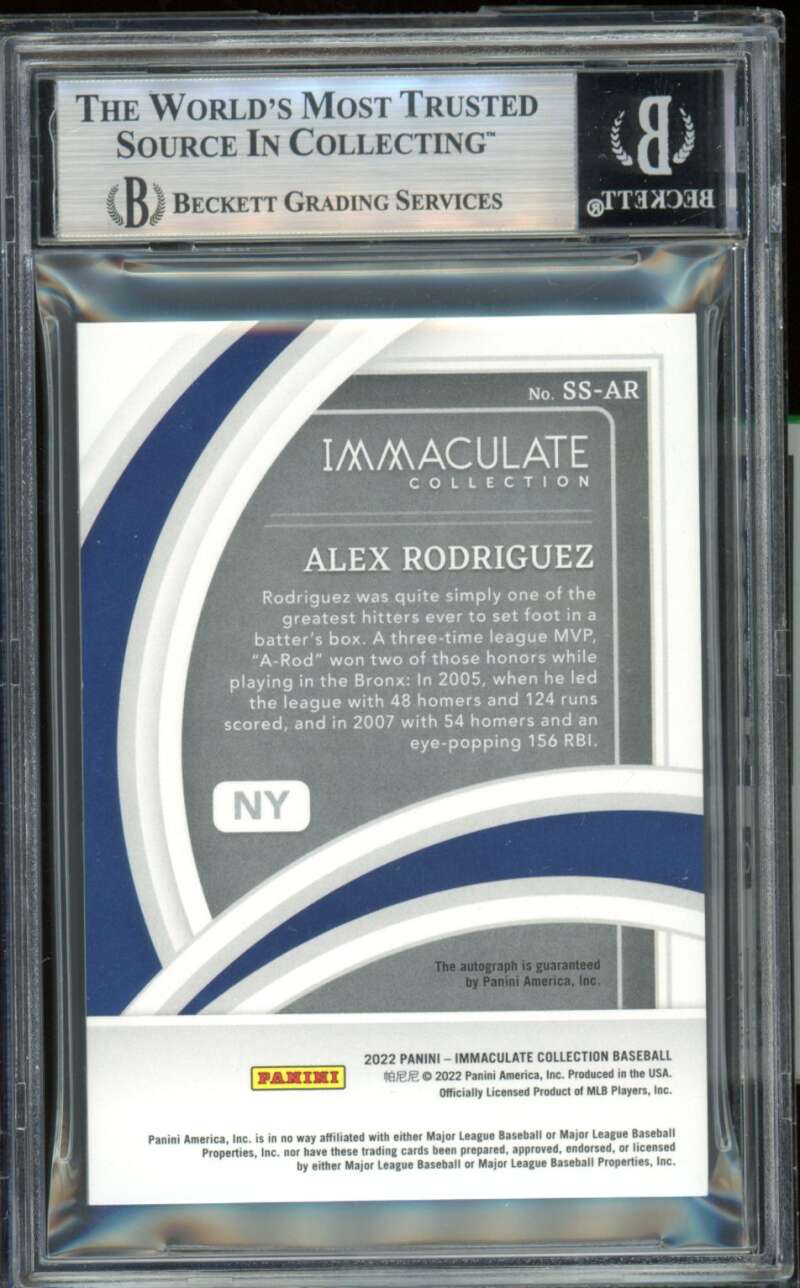 THE WORLD'S MOST TRUSTED
SOURCE IN COLLECTING™
B BECKETT GRADING SERVICES
B
BECKETT®
No. SS-AR
IMMACULATE
COLLECTION
ALEX RODRIGUEZ
Rodriguez was quite simply one of the
greatest hitters ever to set foot in a
batter's box. A three-time league MVP,
"A-Rod" won two of those honors while
playing in the Bronx: In 2005, when he led
the league with 48 homers and 124 runs
scored, and in 2007 with 54 homers and an
eye-popping 156 RBI.
NY
The autograph is guaranteed
by Panini America, Inc.
PANINI
2022 PANINI – IMMACULATE COLLECTION BASEBALL
帕尼尼 © 2022 Panini America, Inc. Produced in the USA.
Officially Licensed Product of MLB Players, Inc.
Panini America, Inc. is in no way affiliated with either Major League Baseball or Major League Baseball
Properties, Inc. nor have these trading cards been prepared, approved, endorsed, or licensed
by either Major League Baseball or Major League Baseball Properties, Inc.